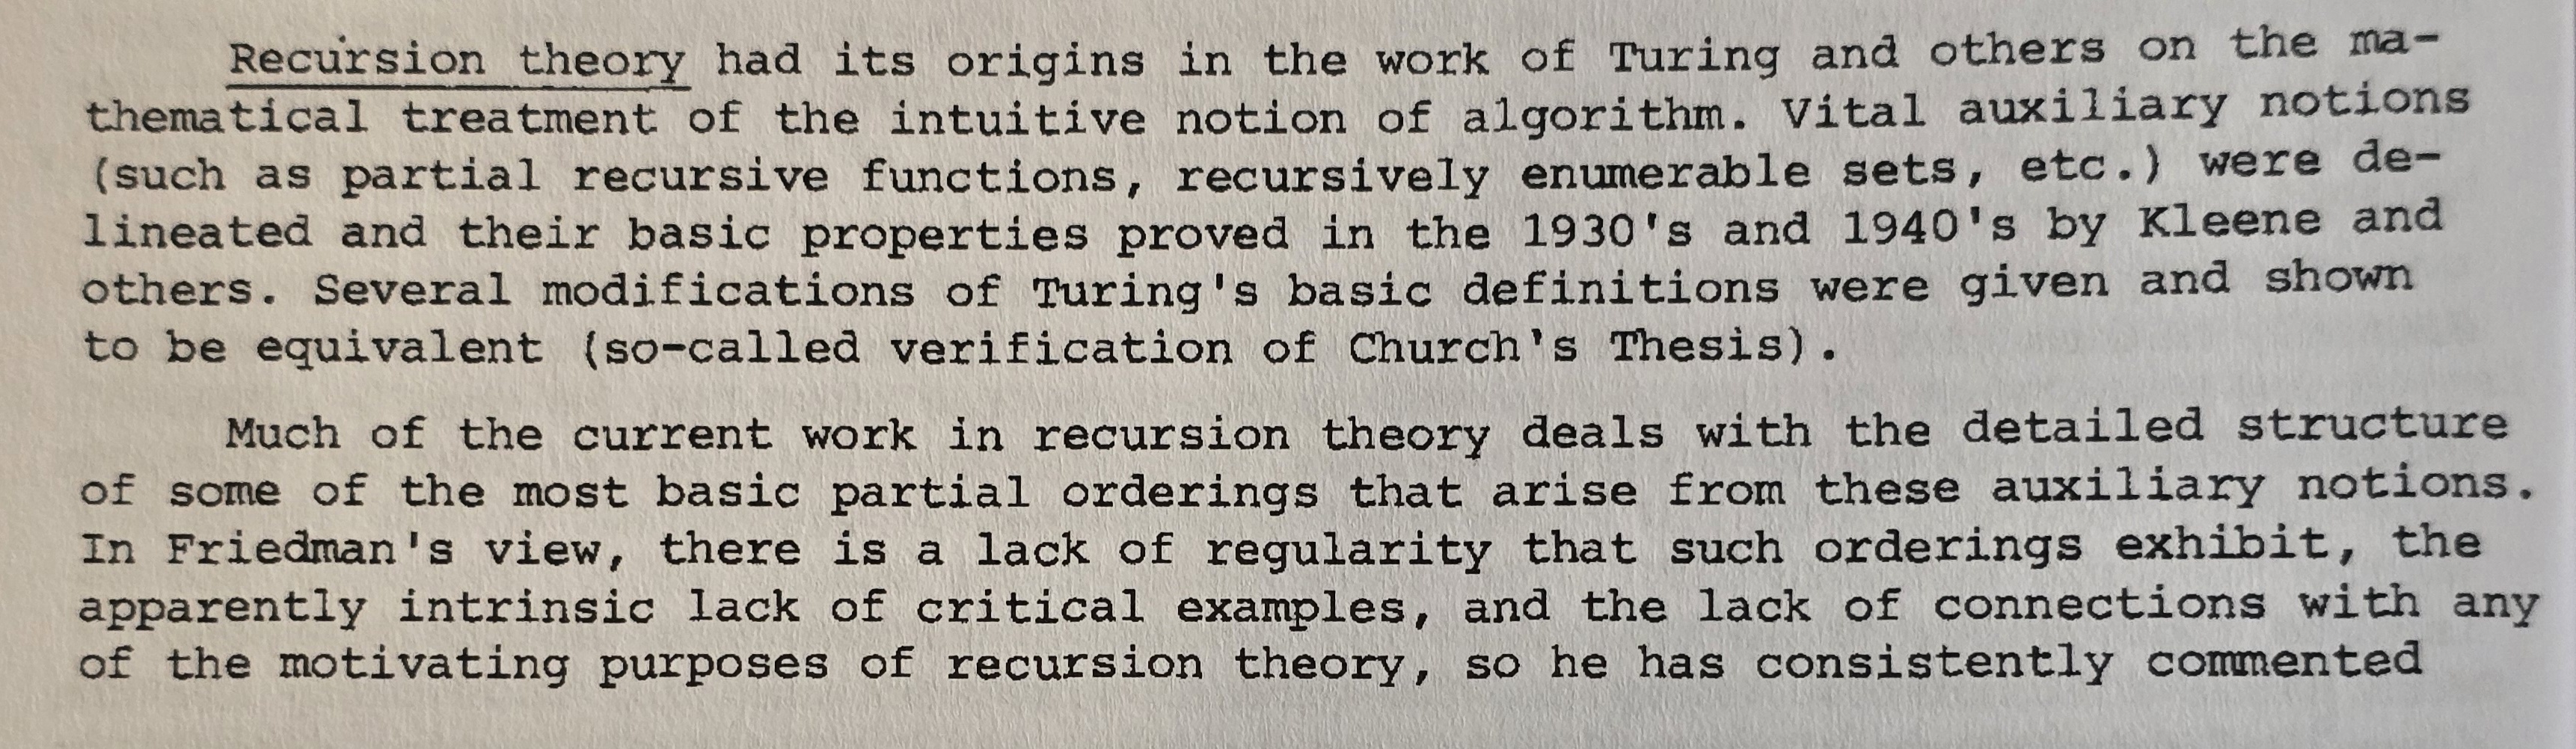 Recursion theory had its origins in the work of Turing and others on the ma-
thematical treatment of the intuitive notion of algorithm. Vital auxiliary notions
(such as partial recursive functions, recursively enumerable sets, etc.) were de-
lineated and their basic properties proved in the 1930's and 1940's by Kleene and
others. Several modifications of Turing's basic definitions were given and shown
to be equivalent (so-called verification of Church's Thesis).
Much of the current work in recursion theory deals with the detailed structure
of some of the most basic partial orderings that arise from these auxiliary notions.
In Friedman's view, there is a lack of regularity that such orderings exhibit, the
apparently intrinsic lack of critical examples, and the lack of connections with any
of the motivating purposes of recursion theory, so he has consistently commented